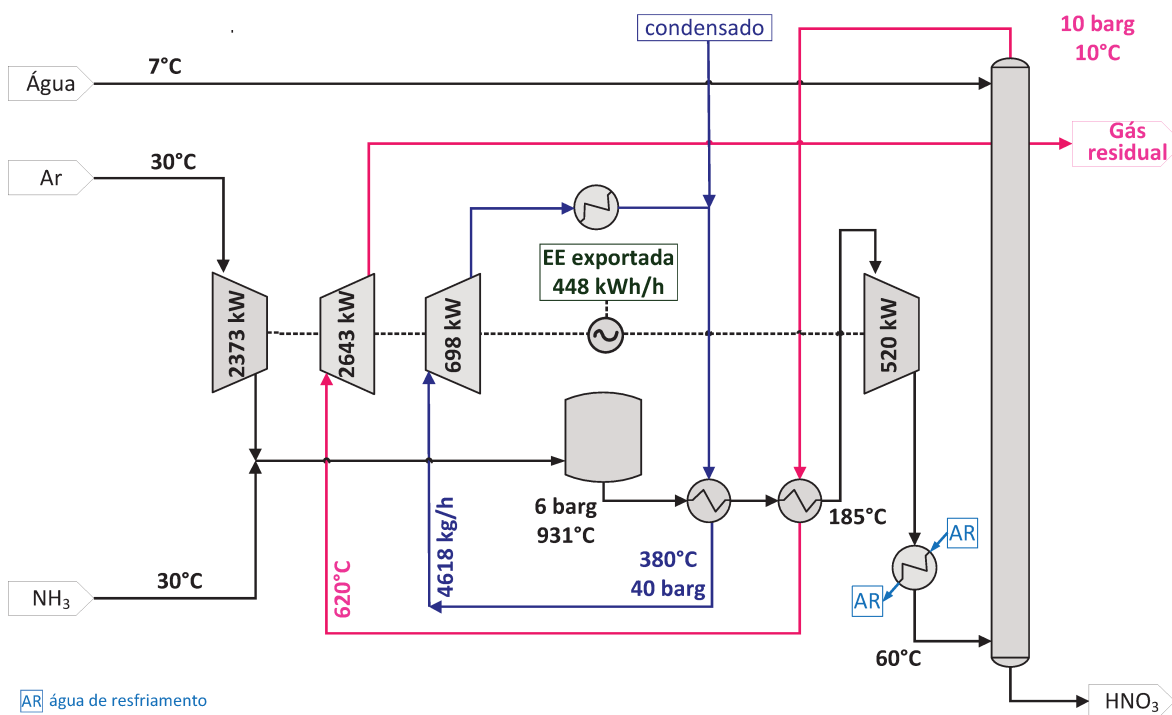 condensado
10 barg
10°C
7°C
Água
Gás
residual
30°C
Ar
EE exportada
448 kWh/h
2373 kW
2643 kW
698 kW
520 kW
6 barg
931°C
185°C
4618 kg/h
380°C
40 barg
AR
620°C
AR
30°C
NH₃
60°C
AR água de resfriamento
HNO₃